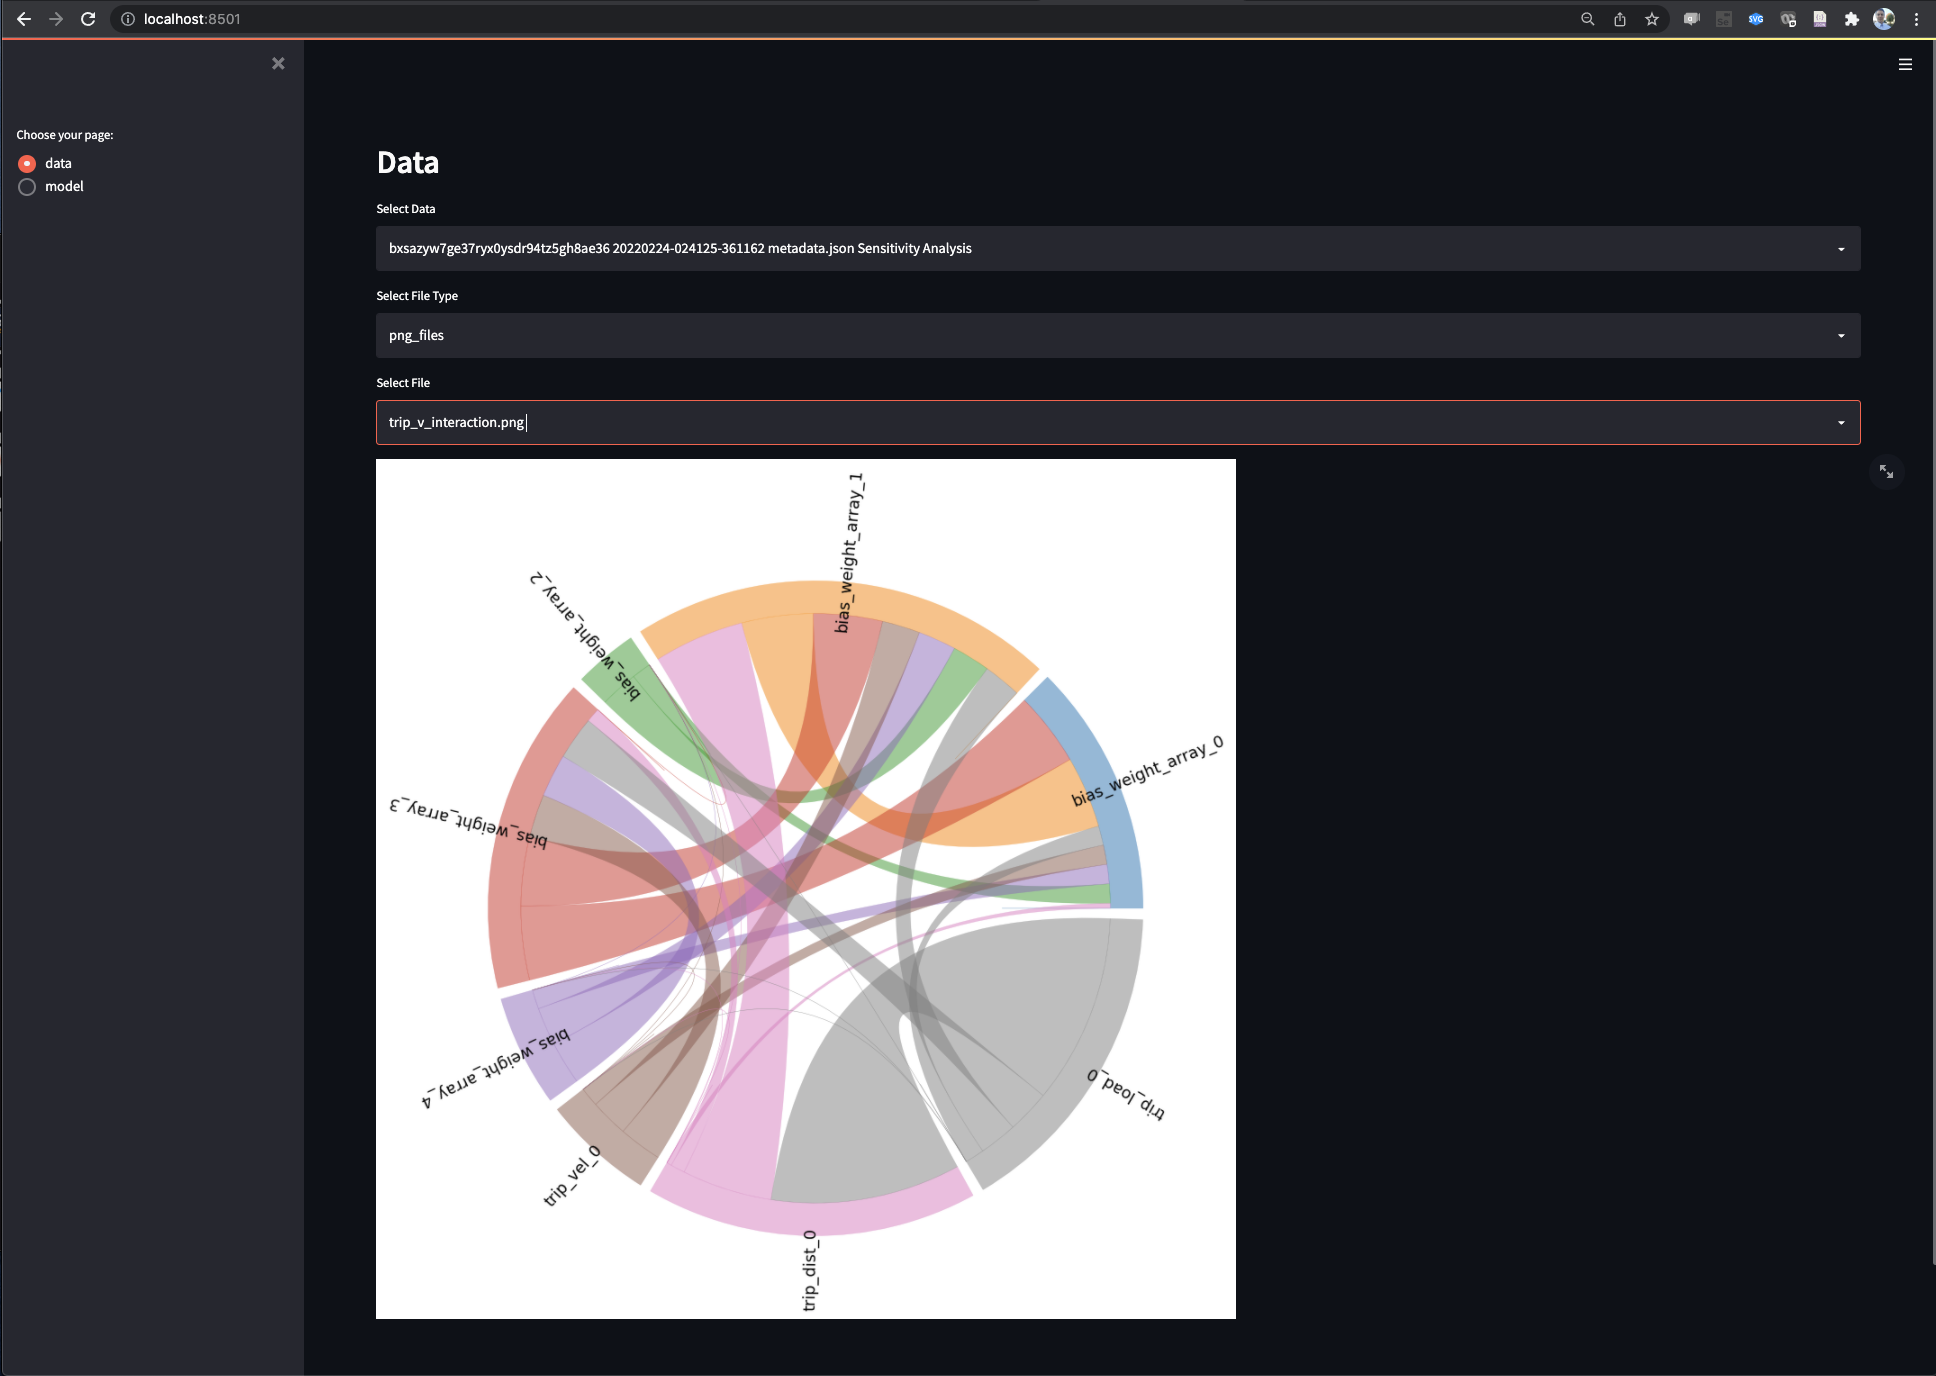 localhost:8501
SVG
Choose your page:
data
model
Data
Select Data
bxsazyw7ge37ryx0ysdr94tz5gh8ae36 20220224-024125-361162 metadata.json Sensitivity Analysis
Select File Type
png_files
Select File
trip_v_interaction.png
bias_weight_array_1
bias_weight_array_2
bias_weight_array_0
bias_weight_array_3
bias_weight_array_4
trip_load_0
trip_vel_0
trip_dist_0